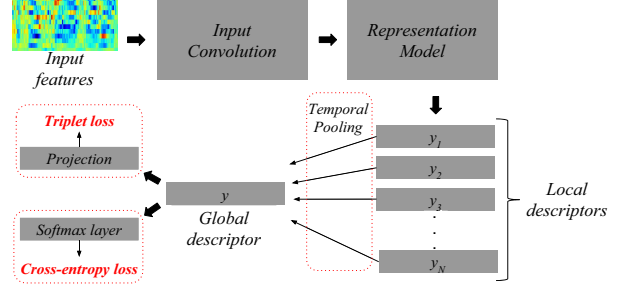 Input
features
Input
Convolution
Representation
Model
Temporal
Pooling
y1
y2
y3
yN
Local
descriptors
y
Global
descriptor
Triplet loss
Projection
Softmax layer
Cross-entropy loss